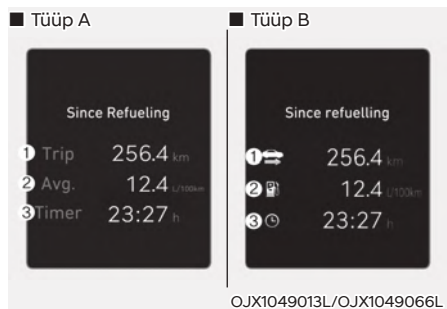 ■ Tüüp A
Since Refueling
① Trip 256.4 km
② Avg. 12.4 L/100km
③ Timer 23:27 h
■ Tüüp B
Since refuelling
① 256.4 km
② 12.4 L/100km
③ 23:27 h
OJX1049013L/OJX1049066L